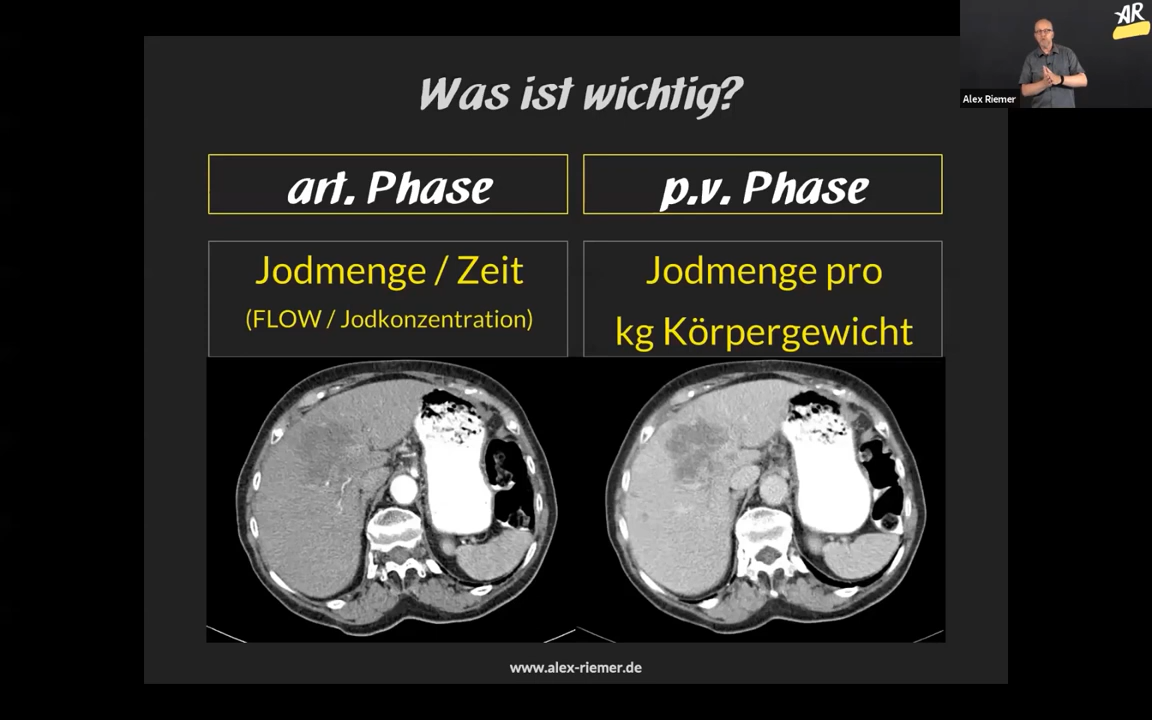 AR
Alex Riemer
Was ist wichtig?
art. Phase
p.v. Phase
Jodmenge / Zeit
(FLOW / Jodkonzentration)
Jodmenge pro
kg Körpergewicht
www.alex-riemer.de